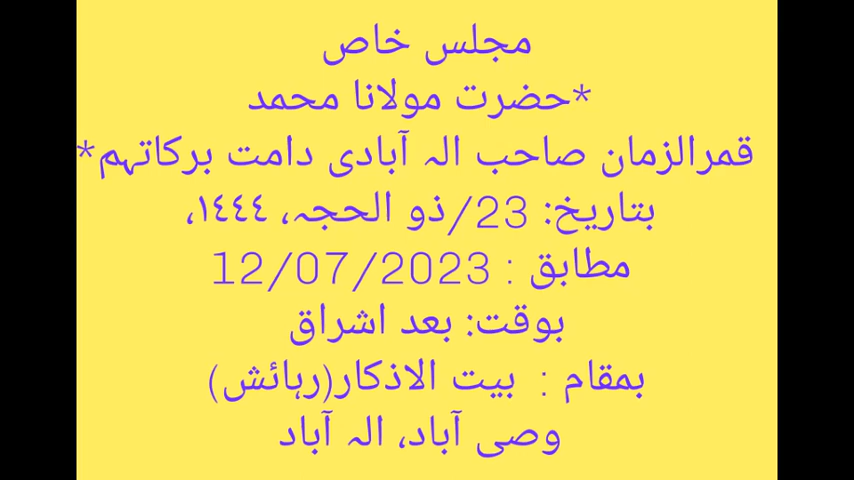 مجلس خاص
*حضرت مولانا محمد
قمرالزمان صاحب الہ آبادی دامت برکاتہم*
بتاریخ: 23/ذو الحجہ، ١٤٤٤،
مطابق : 12/07/2023
بوقت: بعد اشراق
بمقام : بیت الاذکار(رہائش)
وصی آباد، الہ آباد